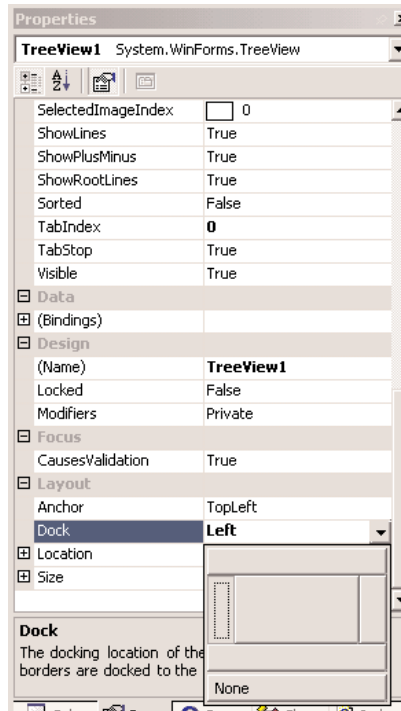 Properties
TreeView1 System.WinForms.TreeView
SelectedImageIndex 0
ShowLines True
ShowPlusMinus True
ShowRootLines True
Sorted False
TabIndex 0
TabStop True
Visible True
Data
(Bindings)
Design
(Name) TreeView1
Locked False
Modifiers Private
Focus
CausesValidation True
Layout
Anchor TopLeft
Dock Left
Location
Size
Dock
The docking location of the
borders are docked to the
None